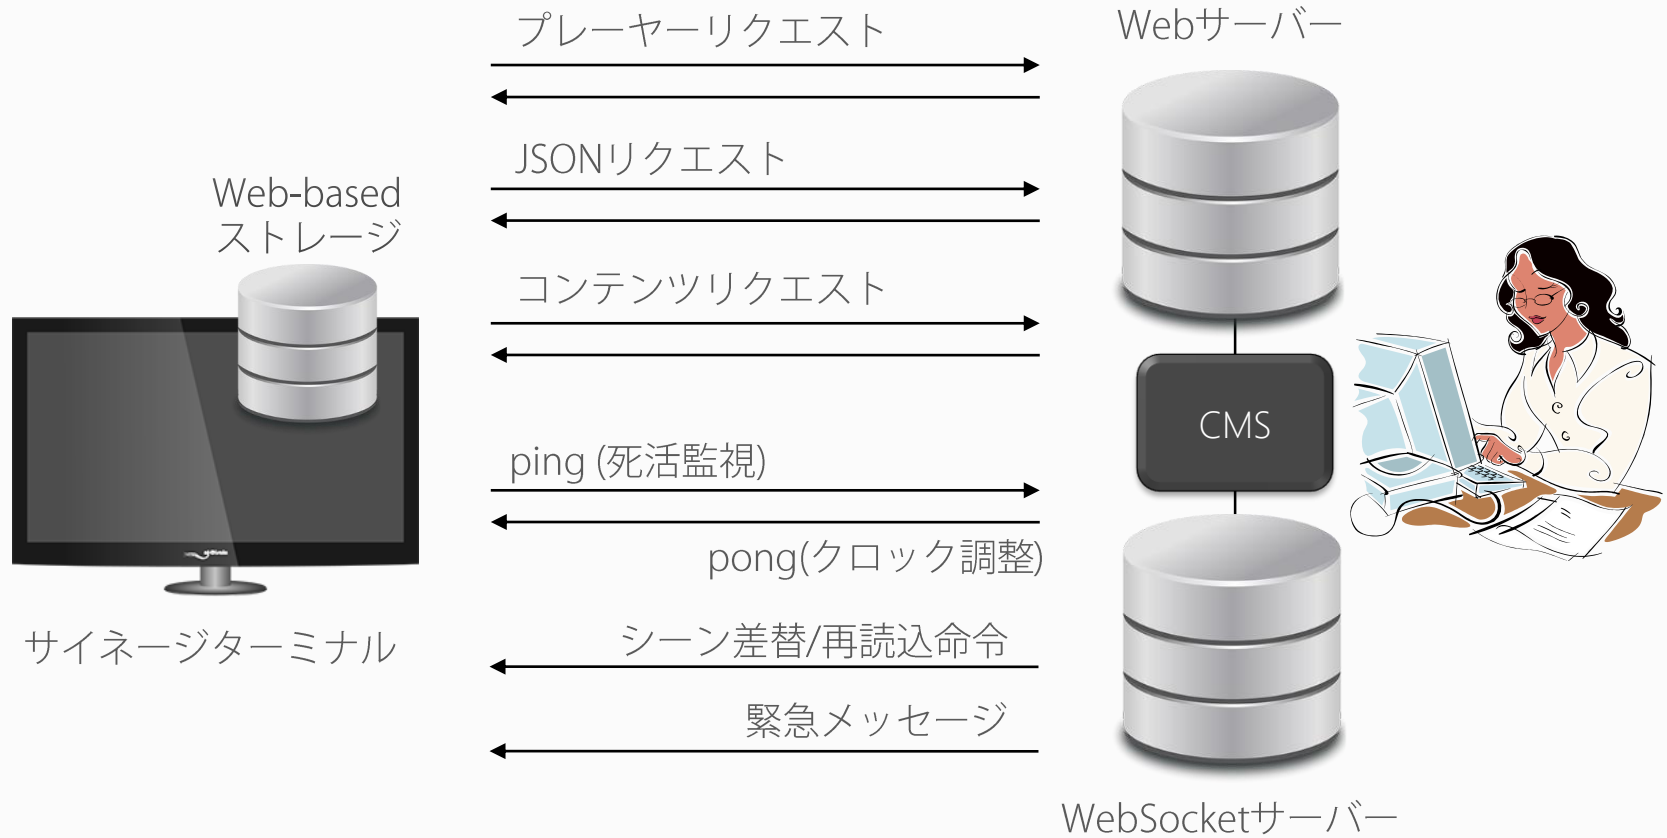 プレーヤーリクエスト
Webサーバー
JSONリクエスト
Web-based
ストレージ
コンテンツリクエスト
CMS
ping (死活監視)
pong(クロック調整)
サイネージターミナル
シーン差替/再読込命令
緊急メッセージ
WebSocketサーバー